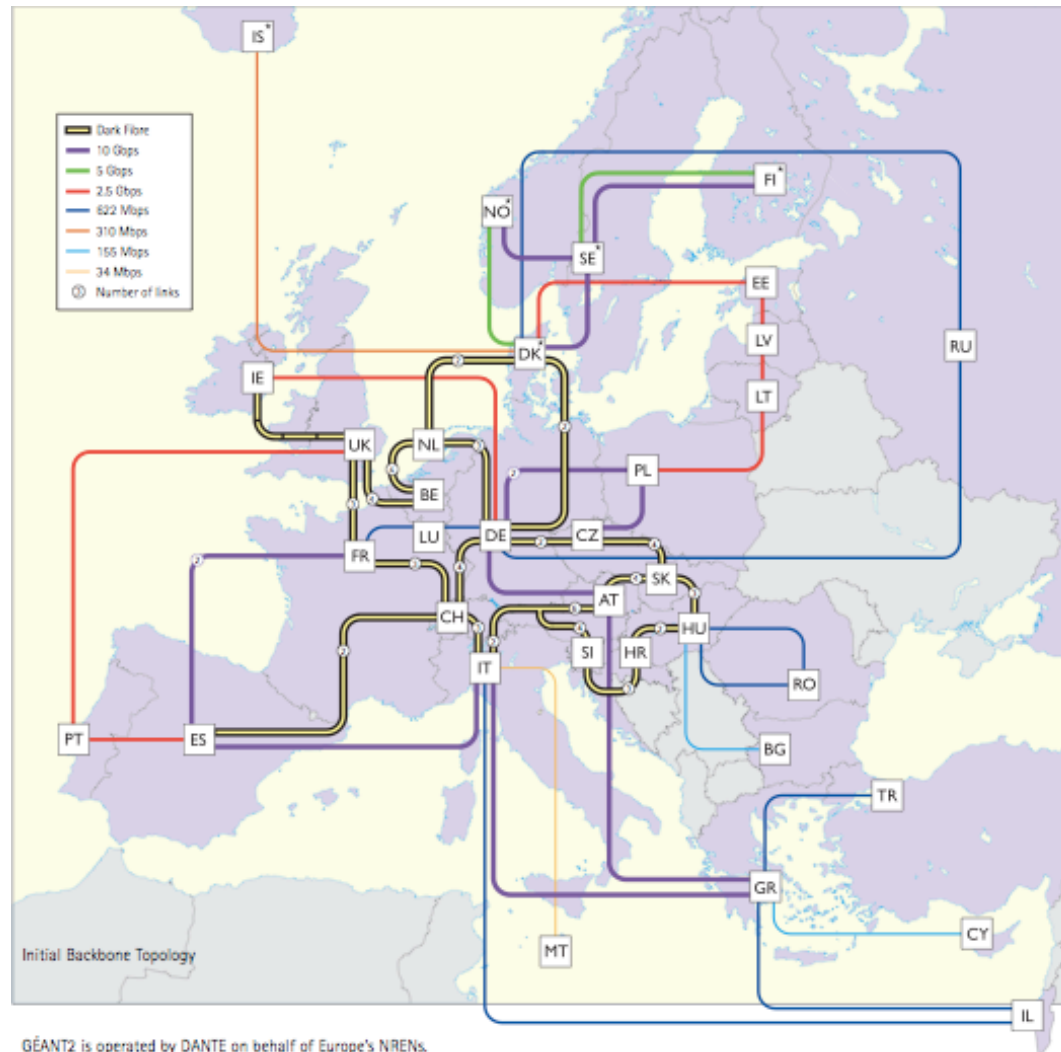 IS*
Dark Fibre
10 Gbps
5 Gbps
2.5 Gbps
622 Mbps
310 Mbps
155 Mbps
34 Mbps
Number of links
FI*
NO*
SE*
EE
LV
RU
DK*
IE
LT
UK
NL
PL
BE
LU
DE
CZ
FR
SK
AT
CH
HU
SI
HR
IT
RO
PT
ES
BG
TR
GR
CY
MT
Initial Backbone Topology
IL
GÉANT2 is operated by DANTE on behalf of Europe's NRENs.